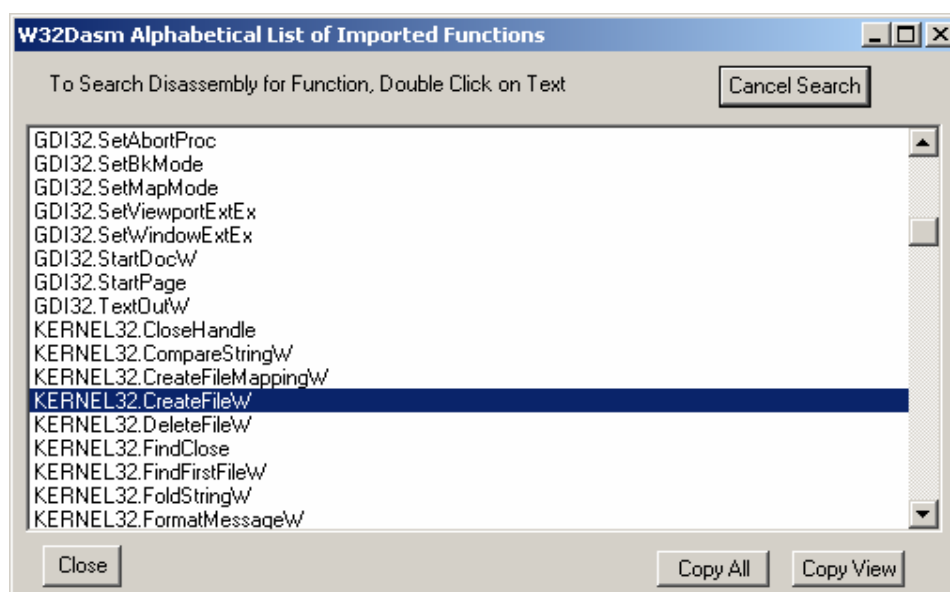 W32Dasm Alphabetical List of Imported Functions
To Search Disassembly for Function, Double Click on Text
Cancel Search
GDI32.SetAbortProc
GDI32.SetBkMode
GDI32.SetMapMode
GDI32.SetViewportExtEx
GDI32.SetWindowExtEx
GDI32.StartDocW
GDI32.StartPage
GDI32.TextOutW
KERNEL32.CloseHandle
KERNEL32.CompareStringW
KERNEL32.CreateFileMappingW
KERNEL32.CreateFileW
KERNEL32.DeleteFileW
KERNEL32.FindClose
KERNEL32.FindFirstFileW
KERNEL32.FoldStringW
KERNEL32.FormatMessageW
Close
Copy All
Copy View